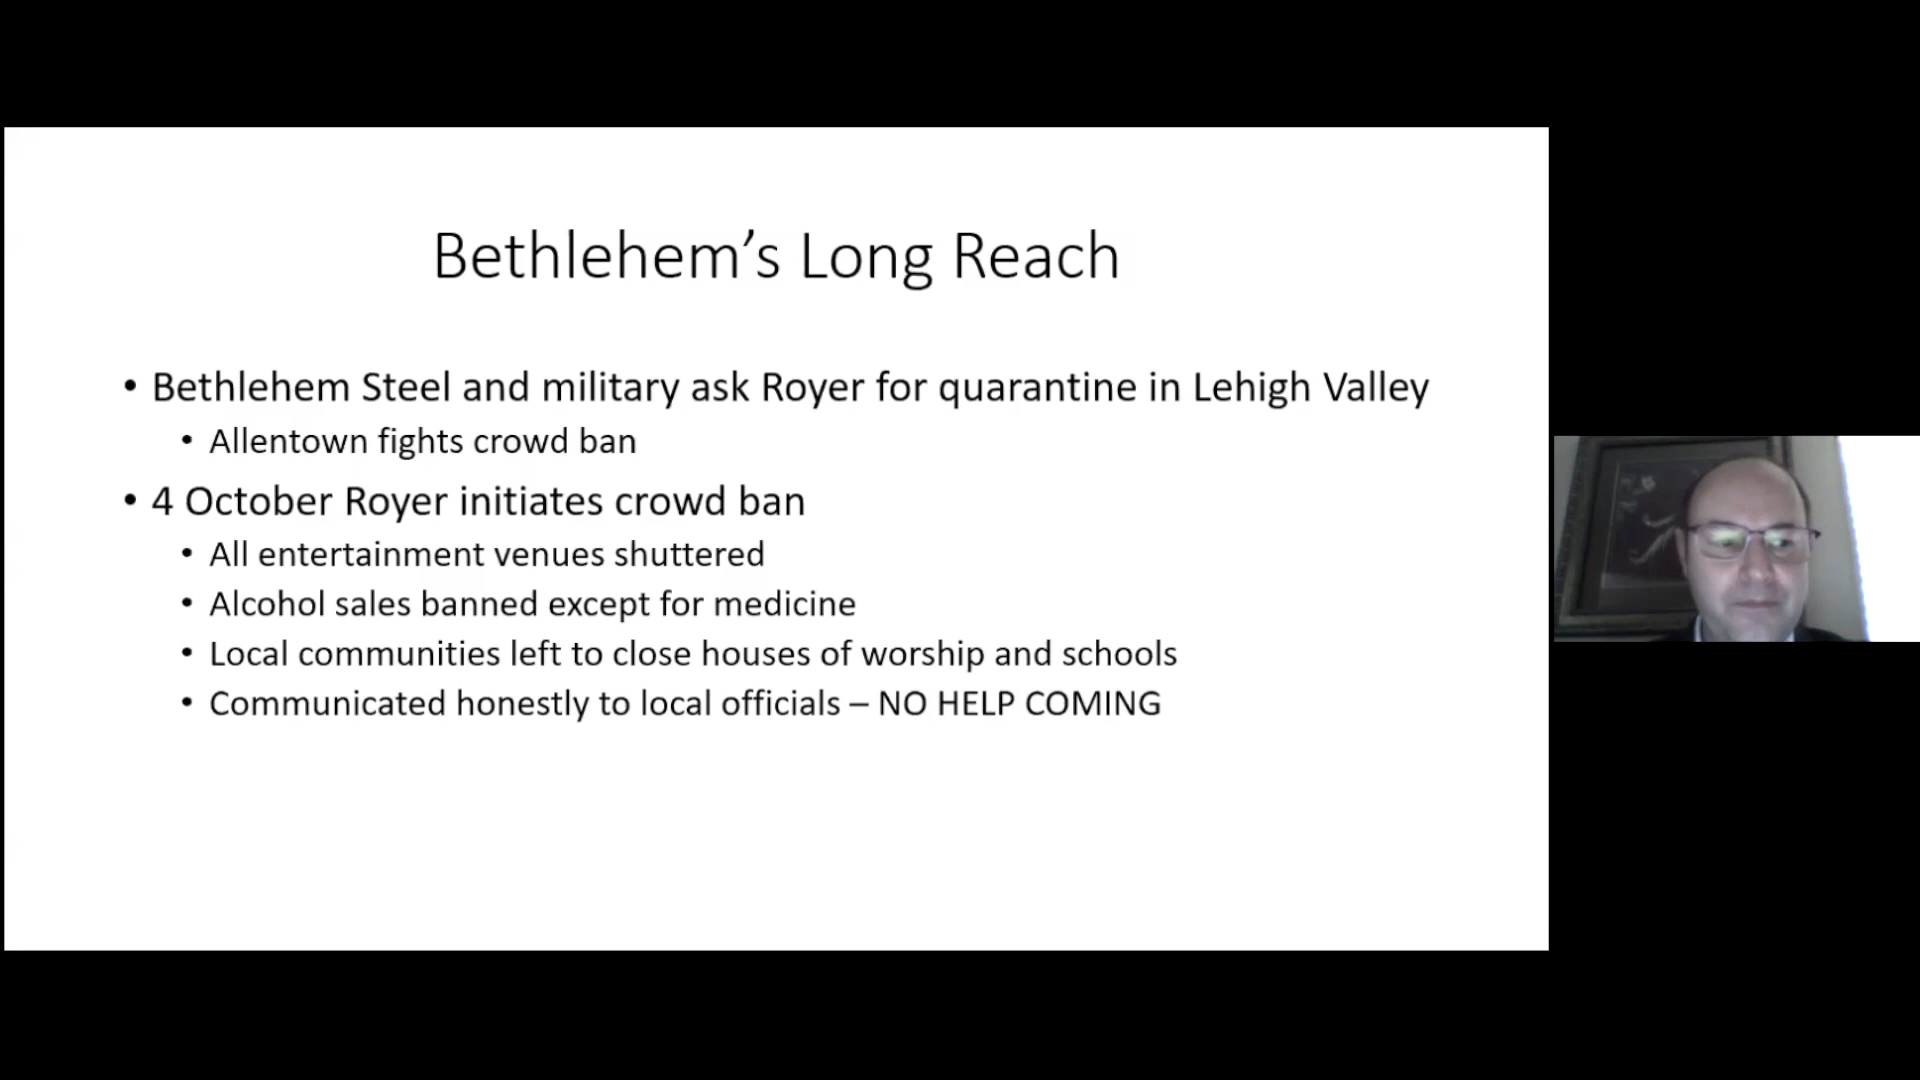 Bethlehem’s Long Reach
• Bethlehem Steel and military ask Royer for quarantine in Lehigh Valley
• Allentown fights crowd ban
• 4 October Royer initiates crowd ban
• All entertainment venues shuttered
• Alcohol sales banned except for medicine
• Local communities left to close houses of worship and schools
• Communicated honestly to local officials – NO HELP COMING